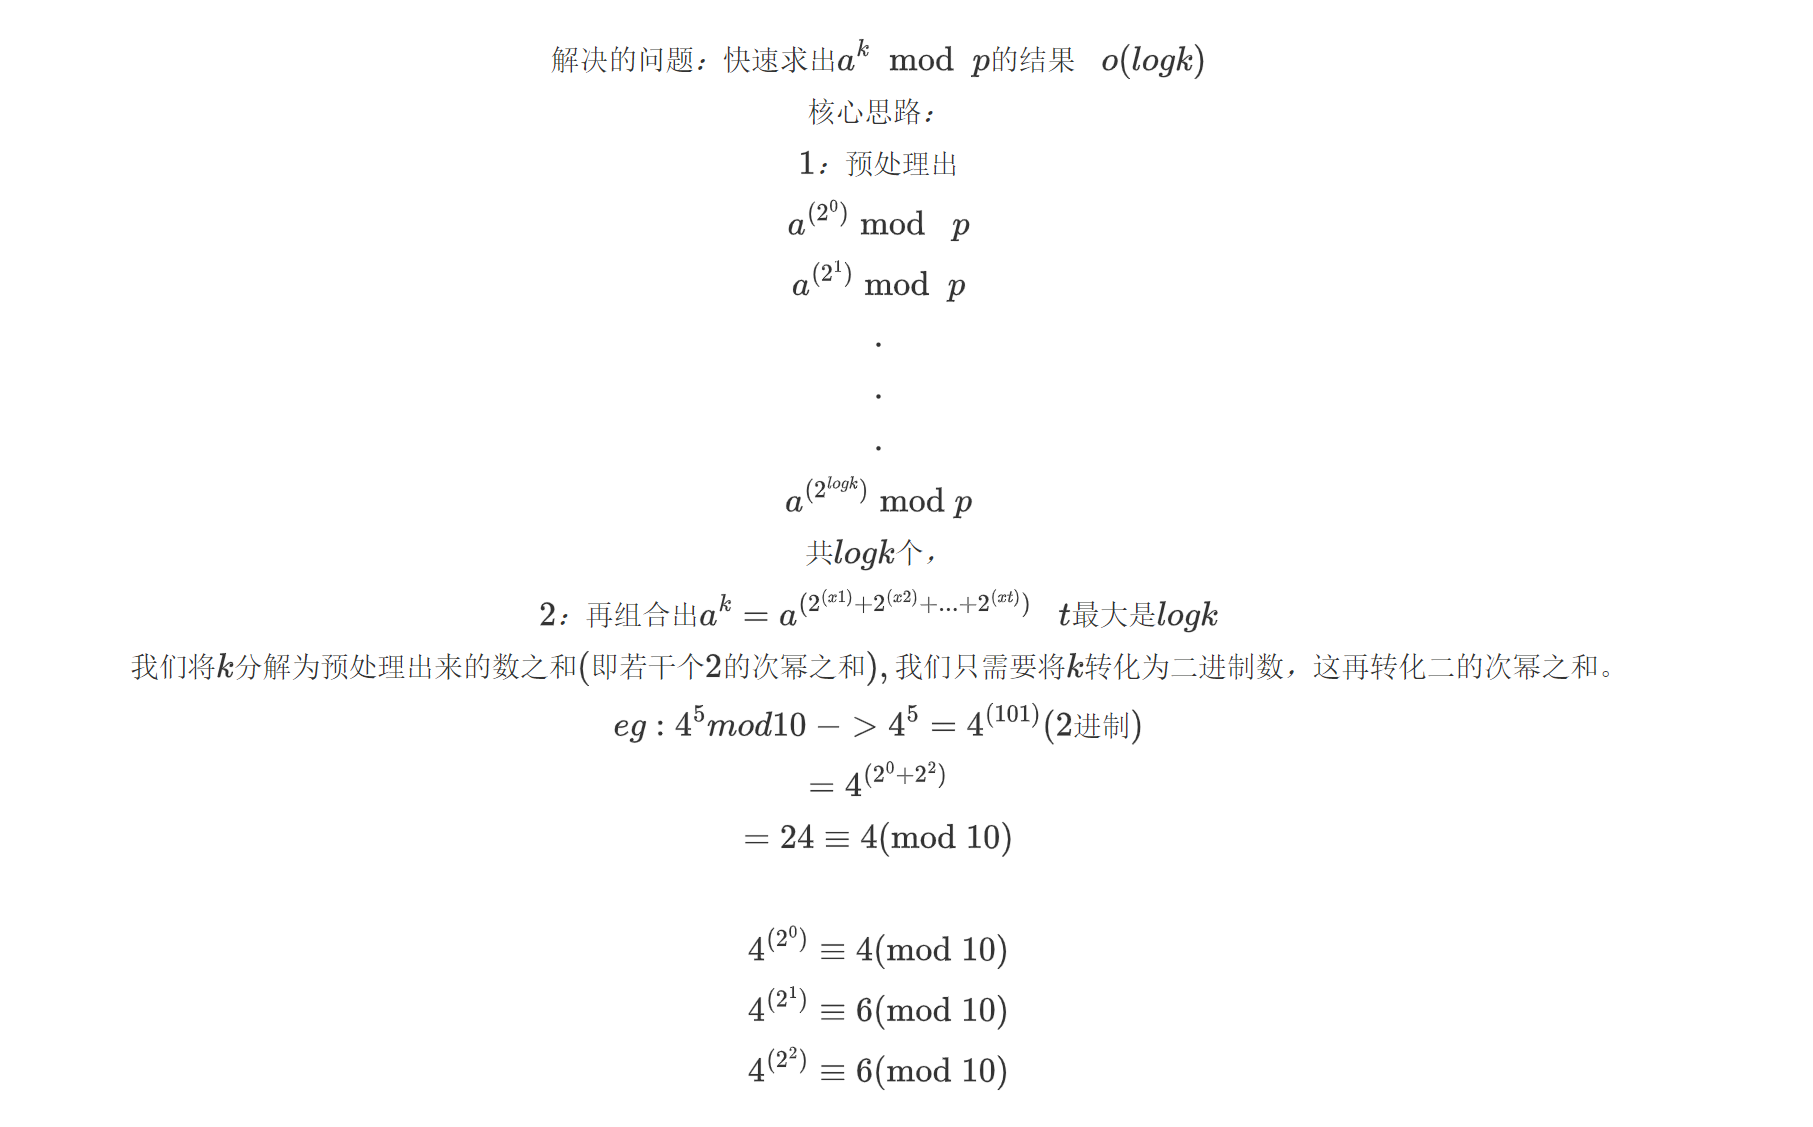 解决的问题：快速求出$a^k \mod p$的结果 $o(logk)$
核心思路：
1：预处理出
$a^{(2^0)} \mod p$
$a^{(2^1)} \mod p$
.
.
.
$a^{(2^{logk})} \mod p$
共$logk$个，
2：再组合出$a^k = a^{(2^{(x1)}+2^{(x2)}+...+2^{(xt)})}$ $t$最大是$logk$
我们将$k$分解为预处理出来的数之和(即若干个2的次幂之和),我们只需要将$k$转化为二进制数，这再转化二的次幂之和。
$eg: 4^5mod10 -> 4^5 = 4^{(101)}$(2进制)
$= 4^{(2^0+2^2)}$
$= 24 \equiv 4(\text{mod } 10)$
$4^{(2^0)} \equiv 4(\text{mod } 10)$
$4^{(2^1)} \equiv 6(\text{mod } 10)$
$4^{(2^2)} \equiv 6(\text{mod } 10)$